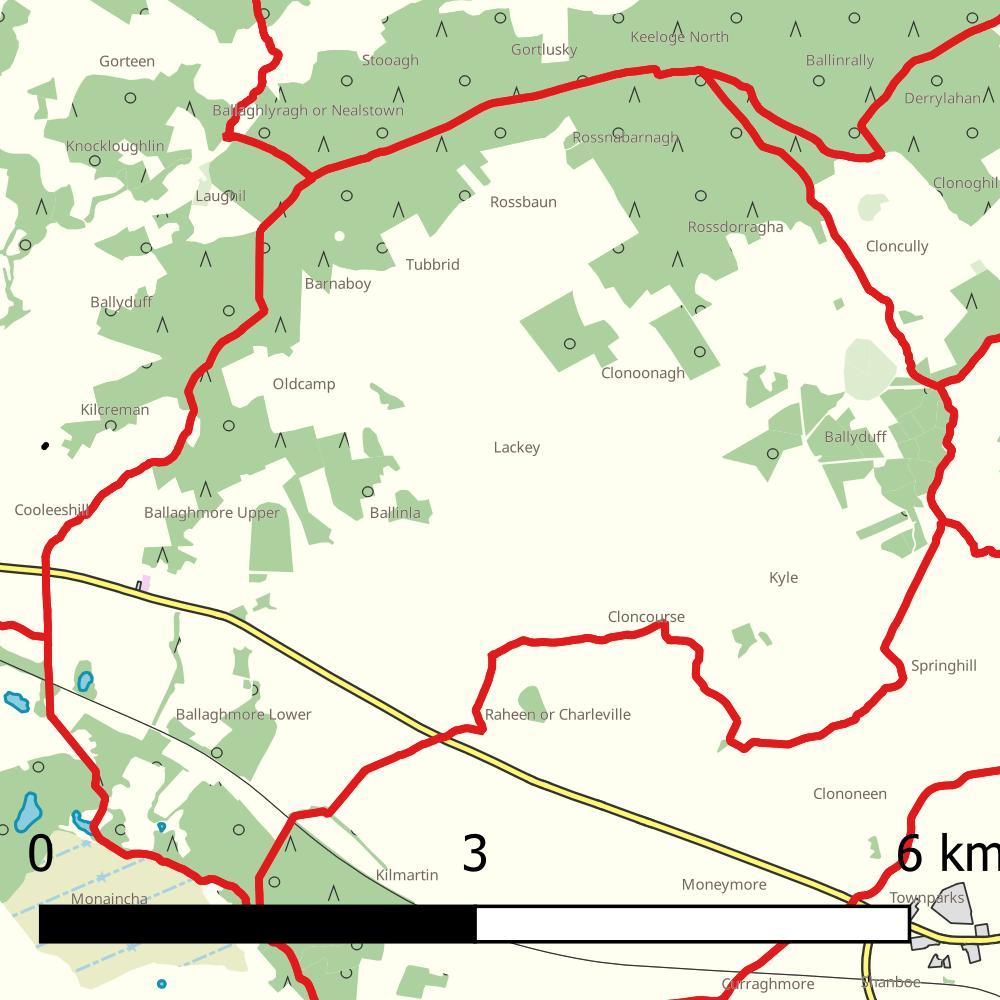 Keeloge North
Gortlusky
Gorteen
Stooagh
Ballinrally
Derrylahan
Ballaghlyragh or Nealstown
Rossnabarnagh
Knockloughlin
Laughil
Rossbaun
Rossdorragha
Cloncully
Tubbrid
Barnaboy
Ballyduff
Clonoonagh
Oldcamp
Kilcreman
Ballyduff
Lackey
Cooleeshill
Ballaghmore Upper
Ballinla
Kyle
Cloncourse
Springhill
Ballaghmore Lower
Raheen or Charleville
Clononeen
0 3 6 km
Kilmartin
Moneymore
Townparks
Monaincha
Curraghmore
Shanboe